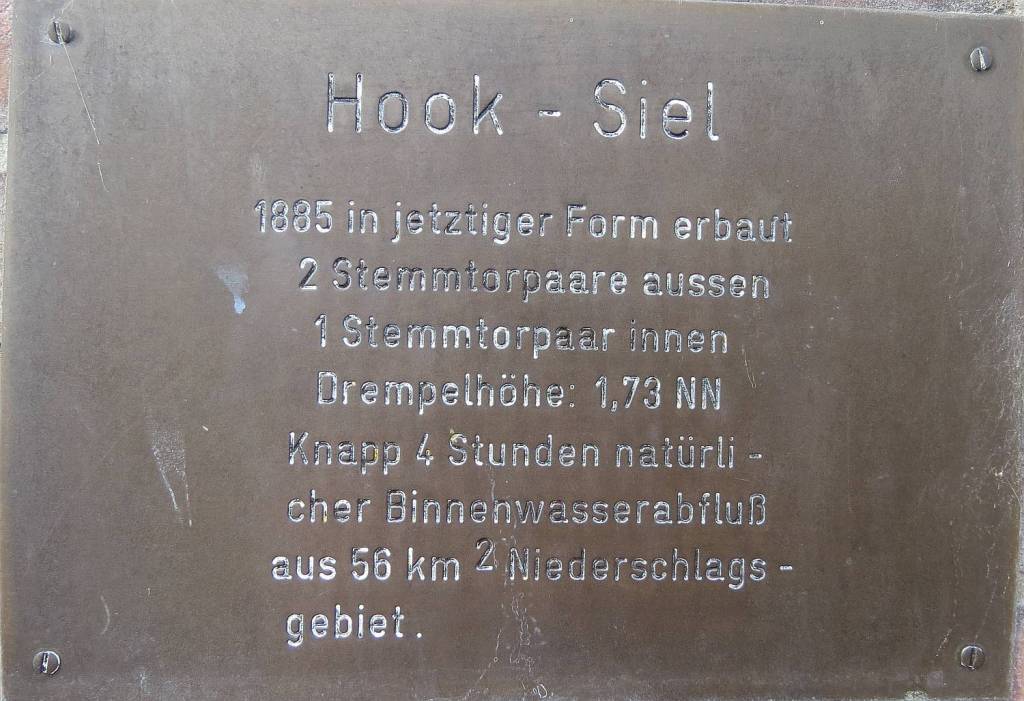 Hook - Siel
1885 in jetztiger Form erbaut
2 Stemmtorpaare aussen
1 Stemmtorpaar innen
Drempelhöhe: 1,73 NN
Knapp 4 Stunden natürli -
cher Binnenwasserabfluß
aus 56 km 2 Niederschlags -
gebiet.